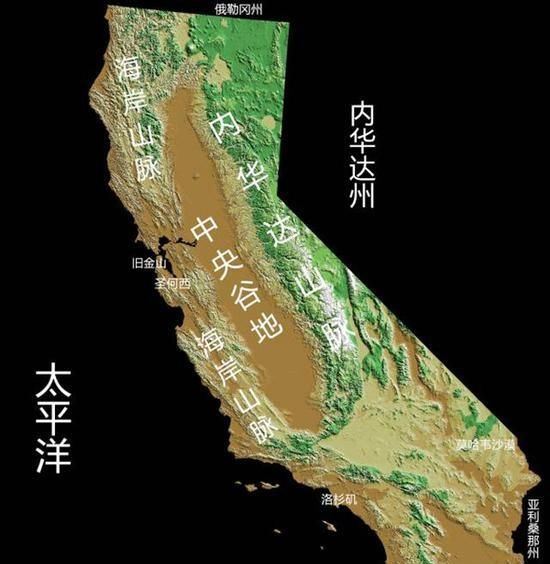 俄勒冈州
海岸山脉
内华达山脉
内华达州
中央谷地
旧金山
圣何西
海岸山脉
太平洋
莫哈韦沙漠
洛杉矶
亚利桑那州